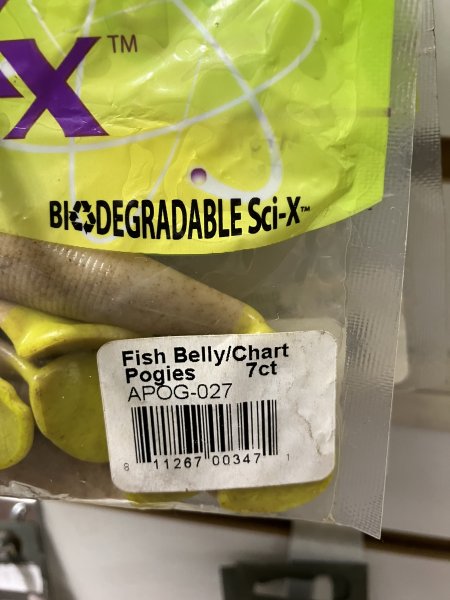 -X™
BIODEGRADABLE Sci-X™
Fish Belly/Chart
Pogies 7ct
APOG-027
8 11267 00347 1